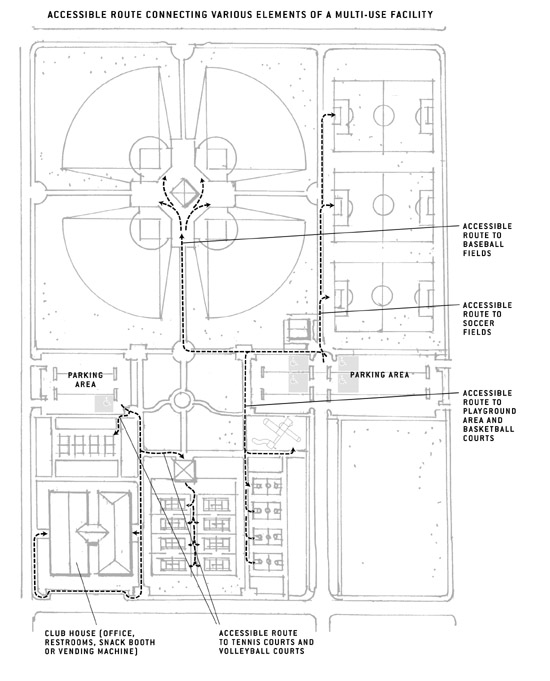 ACCESSIBLE ROUTE CONNECTING VARIOUS ELEMENTS OF A MULTI-USE FACILITY
ACCESSIBLE
ROUTE TO
BASEBALL
FIELDS
ACCESSIBLE
ROUTE TO
SOCCER
FIELDS
PARKING
AREA
PARKING AREA
ACCESSIBLE
ROUTE TO
PLAYGROUND
AREA AND
BASKETBALL
COURTS
CLUB HOUSE (OFFICE,
RESTROOMS, SNACK BOOTH
OR VENDING MACHINE)
ACCESSIBLE ROUTE
TO TENNIS COURTS AND
VOLLEYBALL COURTS